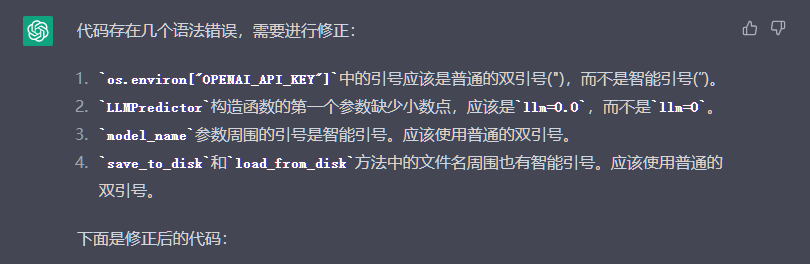 代码存在几个语法错误，需要进行修正：
1. `os.environ["OPENAI_API_KEY"]`中的引号应该是普通的双引号(")，而不是智能引号(“)。
2. `LLMPredictor`构造函数的第一个参数缺少小数点，应该是`llm=0.0`，而不是`llm=0`。
3. `model_name`参数周围的引号是智能引号。应该使用普通的双引号。
4. `save_to_disk`和`load_from_disk`方法中的文件名周围也有智能引号。应该使用普通的
双引号。
下面是修正后的代码：